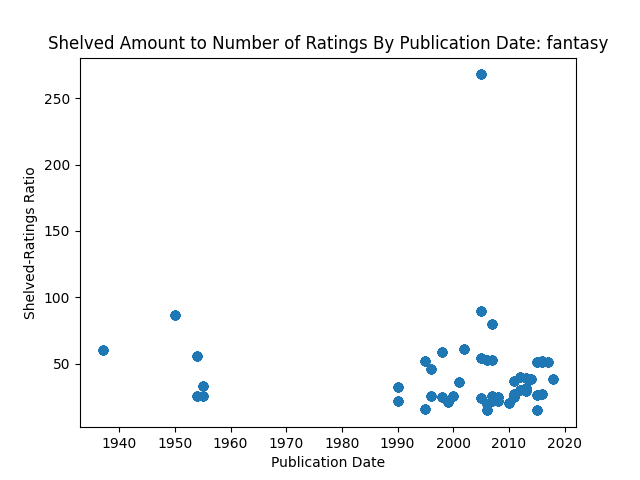 Shelved Amount to Number of Ratings By Publication Date: fantasy
250
200
150
100
50
Shelved-Ratings Ratio
1940 1950 1960 1970 1980 1990 2000 2010 2020
Publication Date